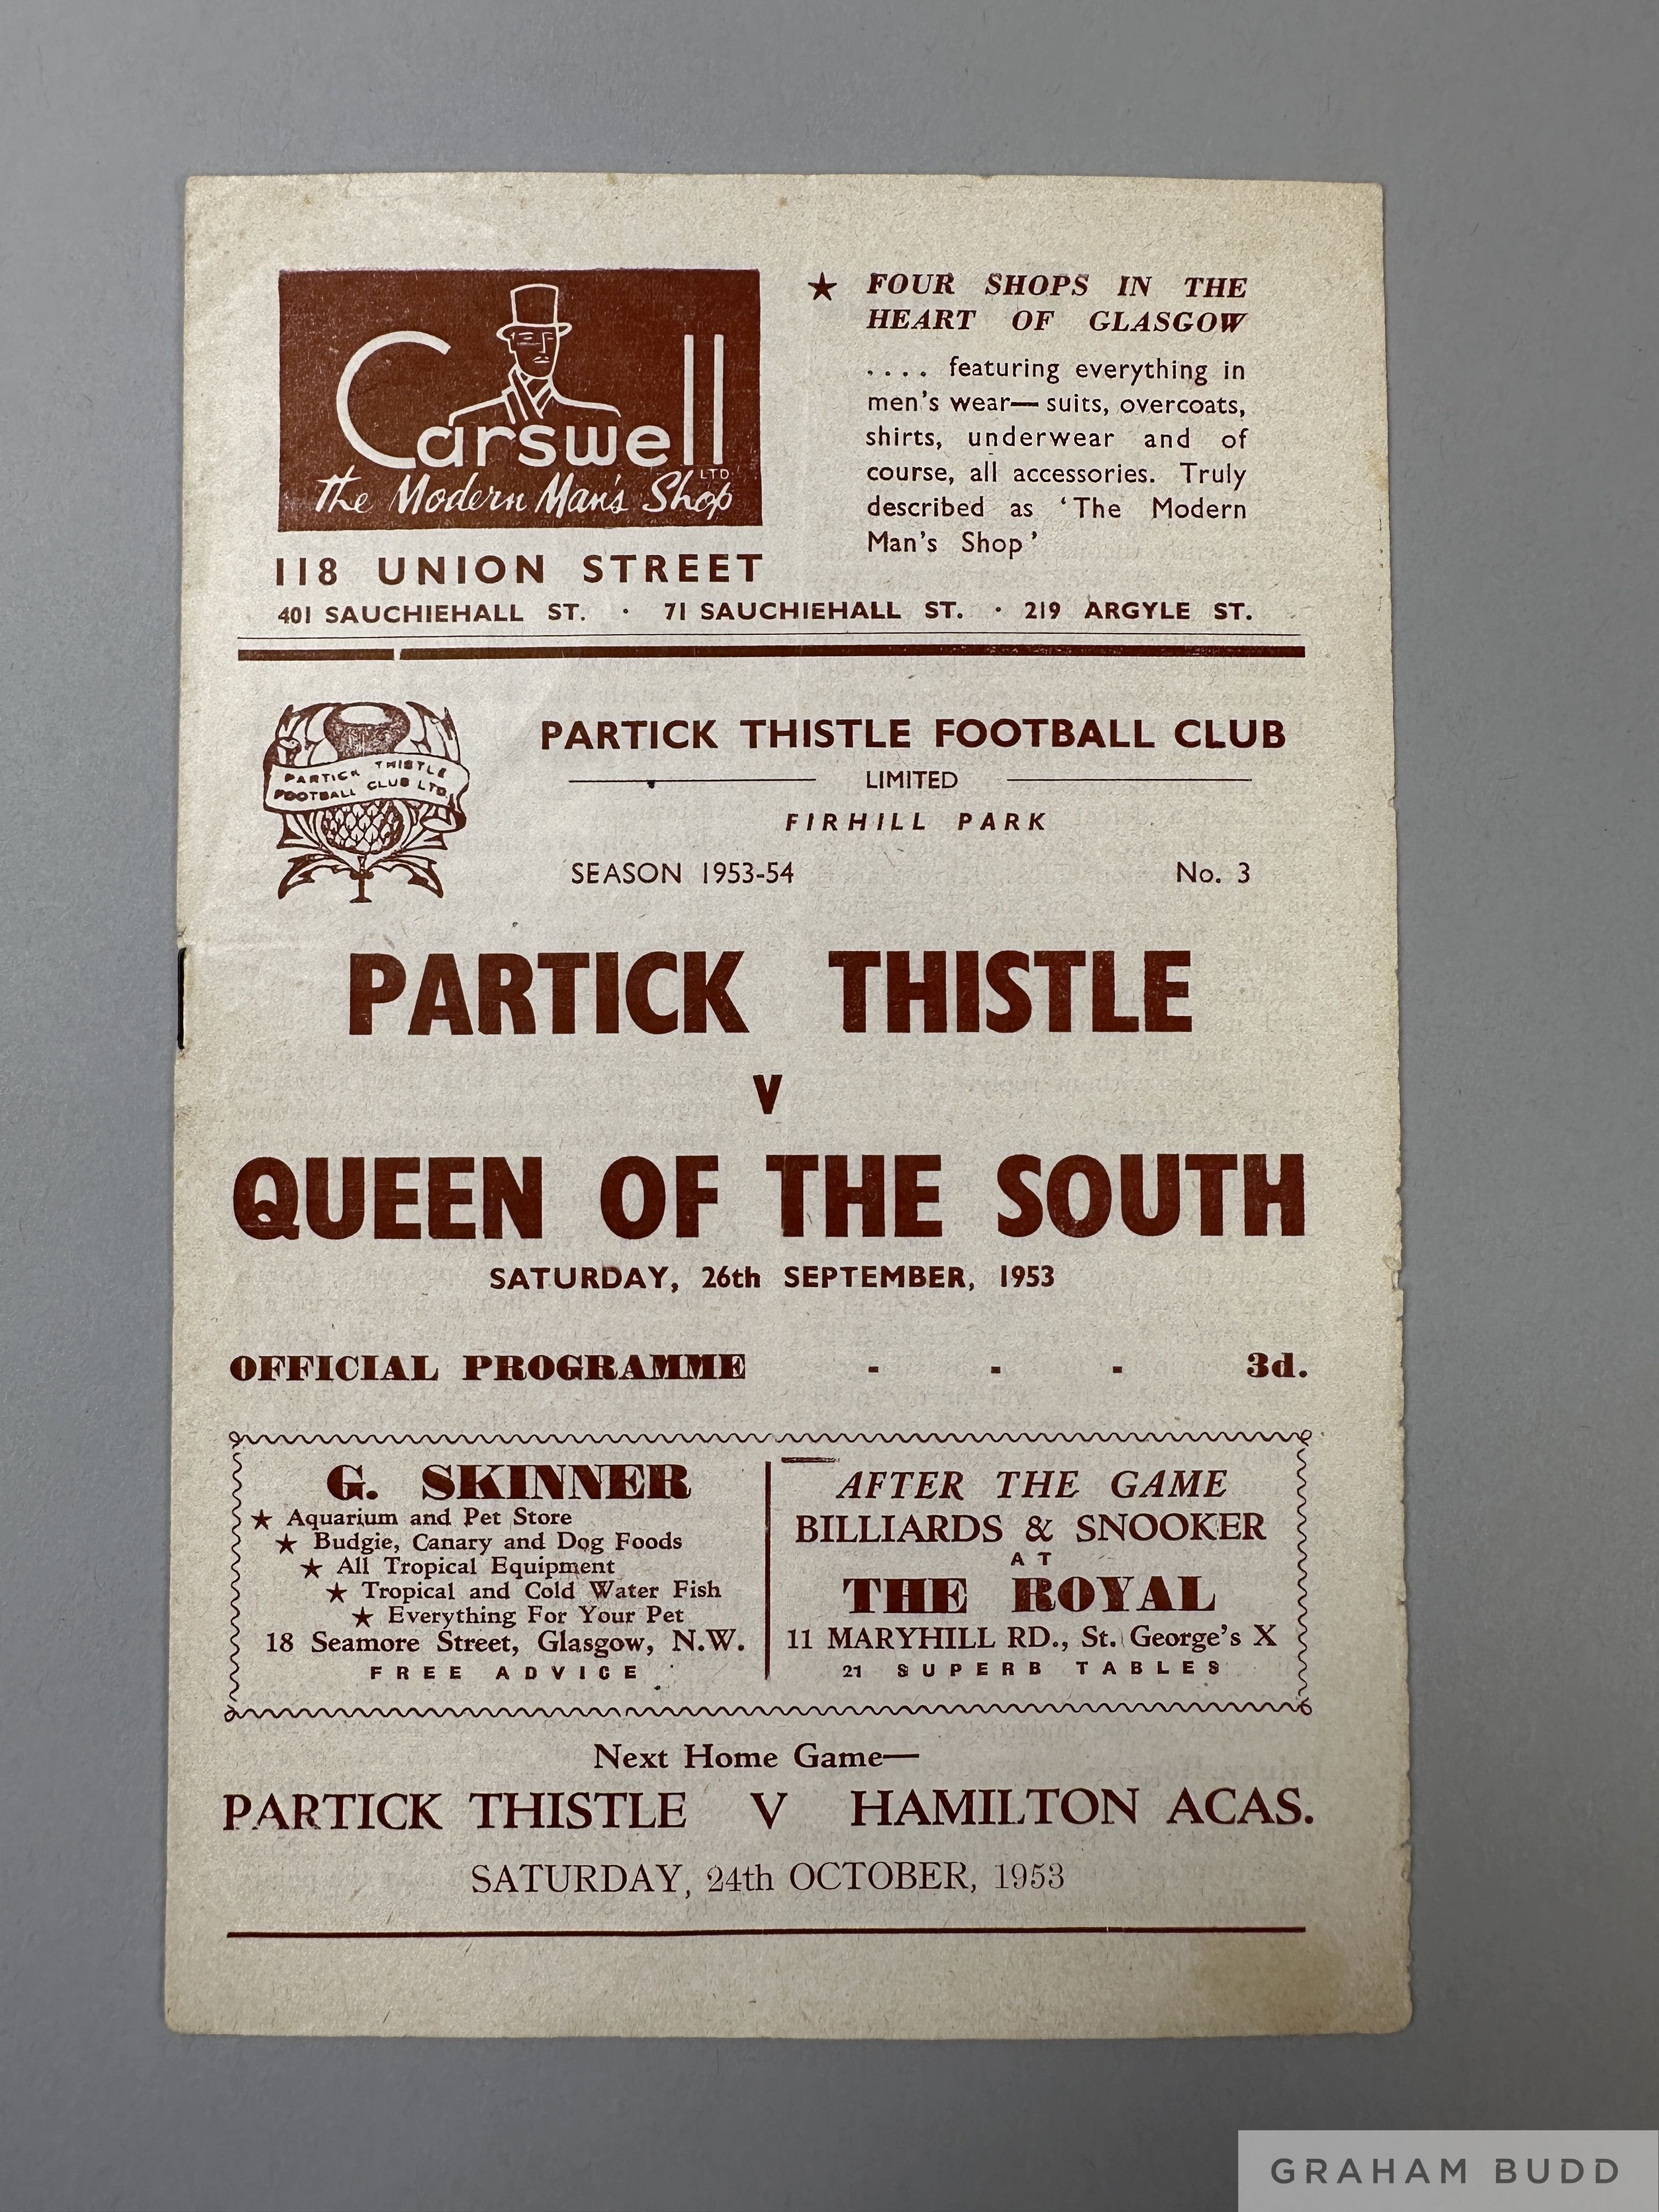 Carswell
LTD
The Modern Man's Shop
118 UNION STREET
★ FOUR SHOPS IN THE
HEART OF GLASGOW
.... featuring everything in
men's wear— suits, overcoats,
shirts, underwear and of
course, all accessories. Truly
described as 'The Modern
Man's Shop'
401 SAUCHIEHALL ST. · 71 SAUCHIEHALL ST. · 219 ARGYLE ST.
PARTICK THISTLE
FOOTBALL CLUB LTD.
PARTICK THISTLE FOOTBALL CLUB
LIMITED
FIRHILL PARK
SEASON 1953-54 No. 3
PARTICK THISTLE
V
QUEEN OF THE SOUTH
SATURDAY, 26th SEPTEMBER, 1953
OFFICIAL PROGRAMME - - - 3d.
G. SKINNER
★ Aquarium and Pet Store
★ Budgie, Canary and Dog Foods
★ All Tropical Equipment
★ Tropical and Cold Water Fish
★ Everything For Your Pet
18 Seamore Street, Glasgow, N.W.
FREE ADVICE
AFTER THE GAME
BILLIARDS & SNOOKER
AT
THE ROYAL
11 MARYHILL RD., St. George's X
21 SUPERB TABLES
Next Home Game—
PARTICK THISTLE V HAMILTON ACAS.
SATURDAY, 24th OCTOBER, 1953
GRAHAM BUDD